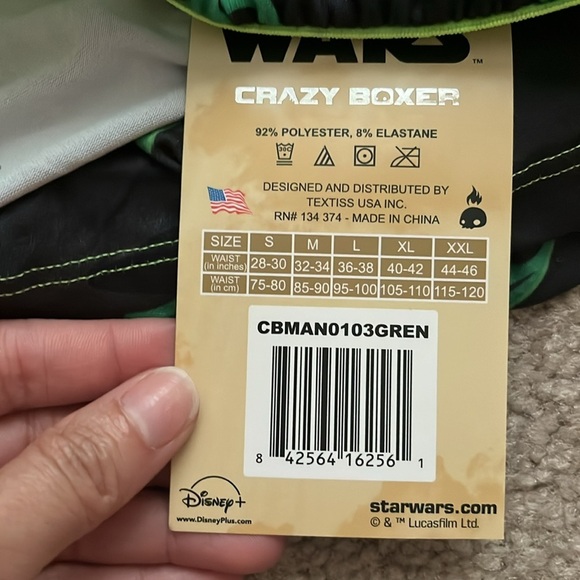 WARS ™
CRAZY BOXER
92% POLYESTER, 8% ELASTANE
30C
DESIGNED AND DISTRIBUTED BY
TEXTISS USA INC.
RN# 134 374 - MADE IN CHINA
SIZE S M L XL XXL
WAIST (in inches) 28-30 32-34 36-38 40-42 44-46
WAIST (in cm) 75-80 85-90 95-100 105-110 115-120
CBMAN0103GREN
8 42564 16256 1
Disney+
www.DisneyPlus.com
starwars.com
© & ™ Lucasfilm Ltd.